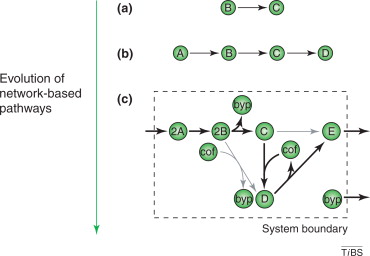 (a) B C
(b) A B C D
Evolution of
network-based
pathways
(c)
byp
2A 2B C E
cof cof
byp D byp
System boundary
TiBS